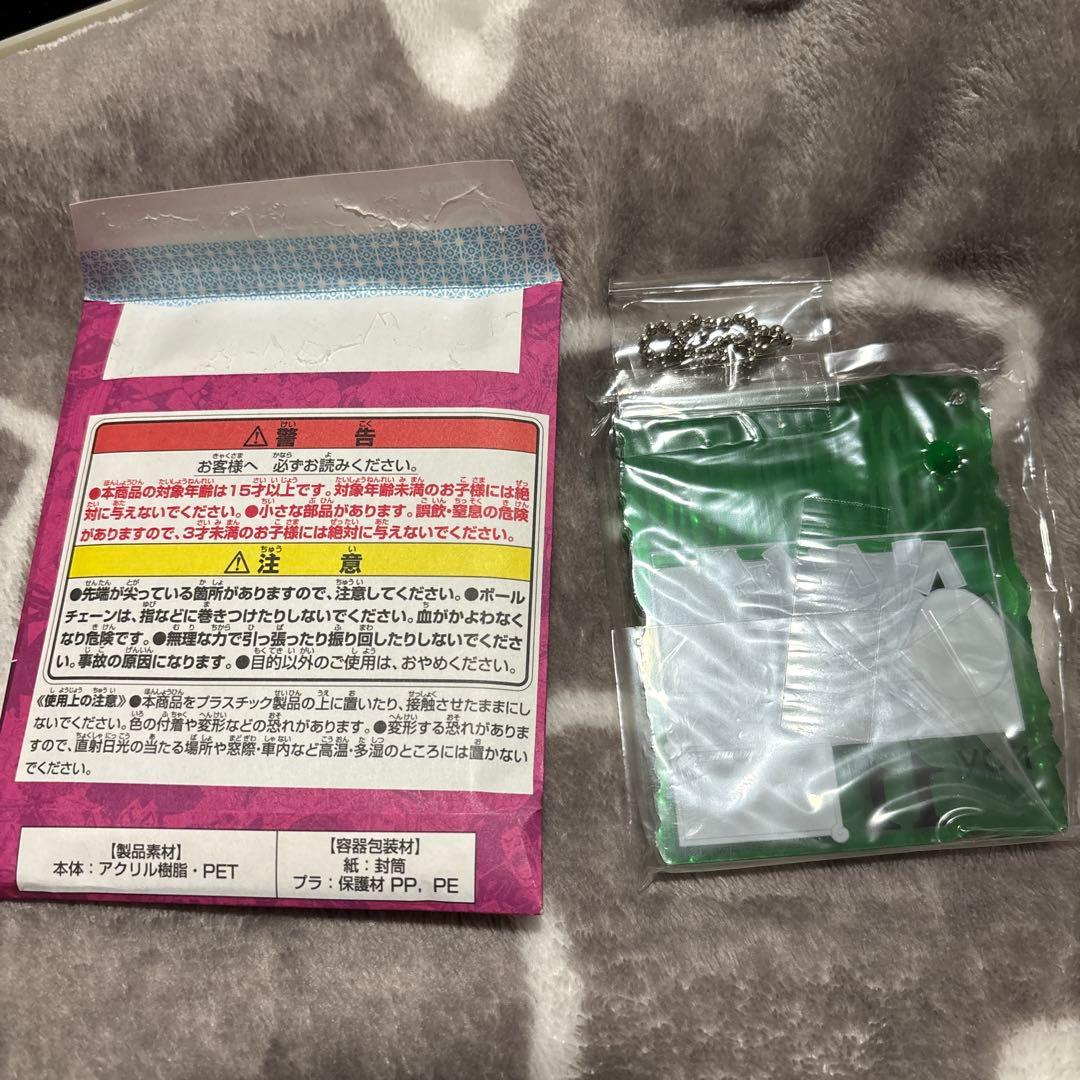 ⚠警告
お客様へ 必ずお読みください。
●本商品の対象年齢は15才以上です。対象年齢未満のお子様には絶
対に与えないでください。●小さな部品があります。誤飲・窒息の危険
がありますので、3才未満のお子様には絶対に与えないでください。
⚠注意
●先端が尖っている箇所がありますので、注意してください。●ボール
チェーンは、指などに巻きつけたりしないでください。血がかよわなく
なり危険です。●無理な力で引っ張ったり振り回したりしないでくださ
い。事故の原因になります。●目的以外のご使用は、おやめください。
《使用上の注意》●本商品をプラスチック製品の上に置いたり、接触させたままに
しないでください。色の付着や変形などの恐れがあります。●変形する恐れがありま
すので、直射日光の当たる場所や窓際・車内など高温・多湿のところには置かない
でください。
【製品素材】
本体：アクリル樹脂・PET
【容器包装材】
紙：封筒
プラ：保護材 PP，PE